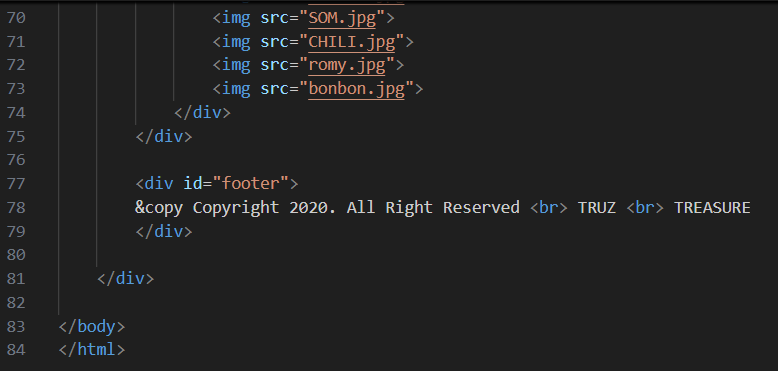 70 <img src="SOM.jpg">
71 <img src="CHILI.jpg">
72 <img src="romy.jpg">
73 <img src="bonbon.jpg">
74 </div>
75 </div>
76
77 <div id="footer">
78 &copy Copyright 2020. All Right Reserved <br> TRUZ <br> TREASURE
79 </div>
80
81 </div>
82
83 </body>
84 </html>